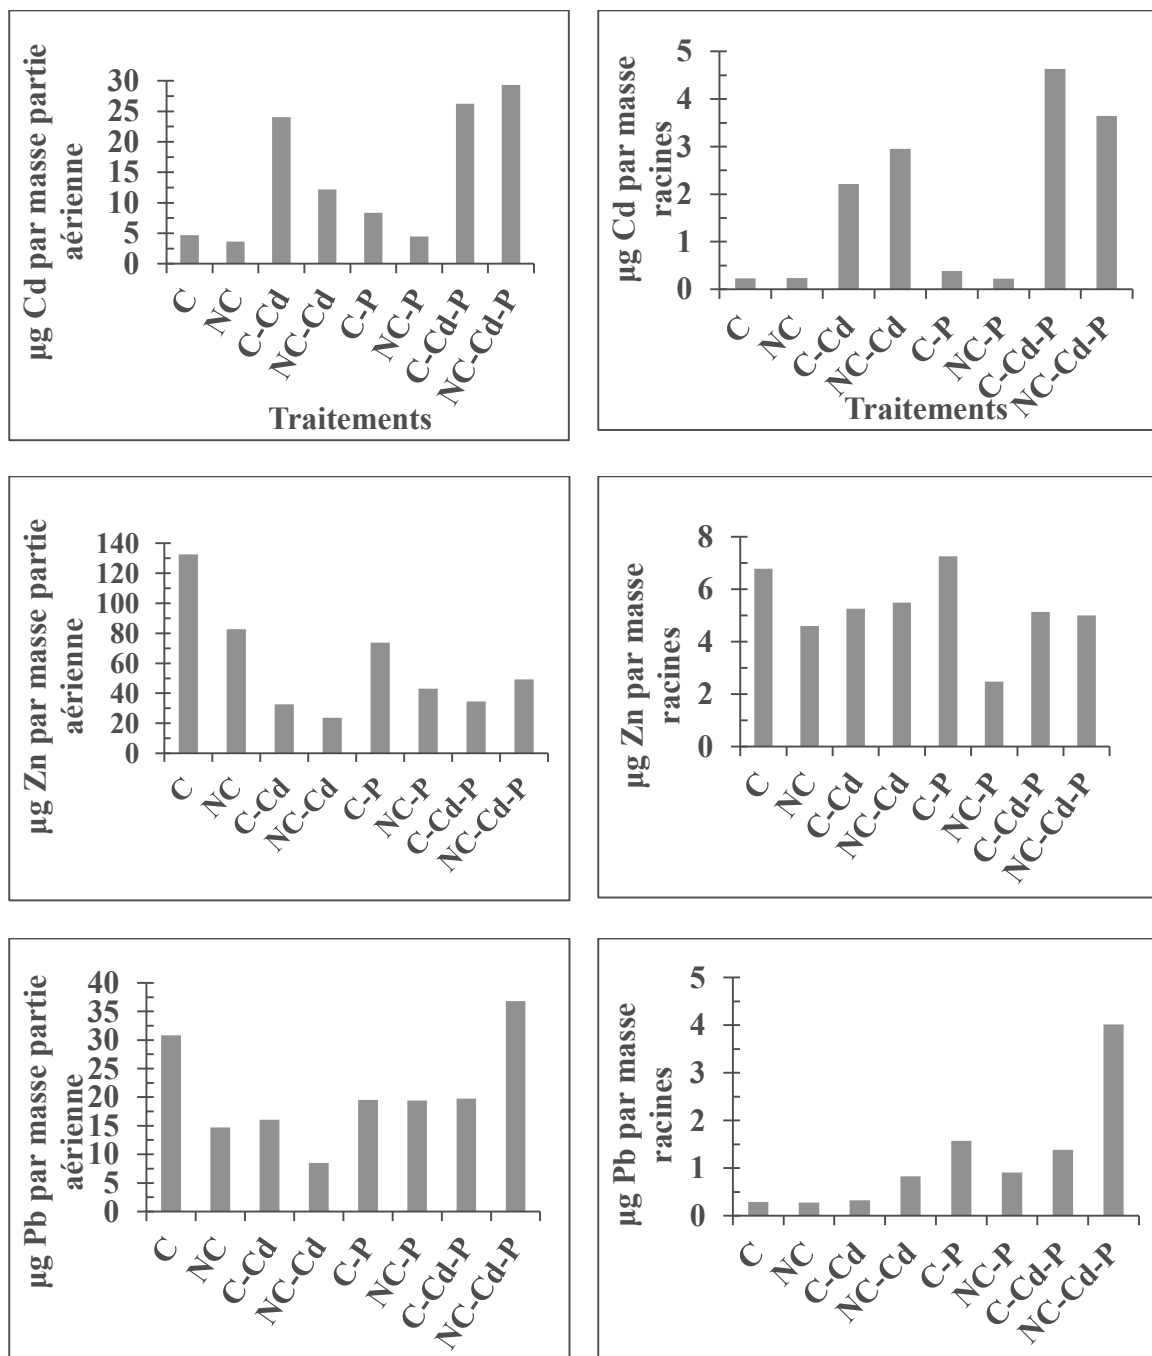 µg Cd par masse partie
aérienne
30
25
20
15
10
5
0
C
NC
C-Cd
NC-Cd
C-P
NC-P
C-Cd-P
NC-Cd-P
Traitements
µg Cd par masse
racines
5
4
3
2
1
0
C
NC
C-Cd
NC-Cd
C-P
NC-P
C-Cd-P
NC-Cd-P
Traitements
µg Zn par masse partie
aérienne
140
120
100
80
60
40
20
0
C
NC
C-Cd
NC-Cd
C-P
NC-P
C-Cd-P
NC-Cd-P
µg Zn par masse
racines
8
6
4
2
0
C
NC
C-Cd
NC-Cd
C-P
NC-P
C-Cd-P
NC-Cd-P
µg Pb par masse partie
aérienne
40
35
30
25
20
15
10
5
0
C
NC
C-Cd
NC-Cd
C-P
NC-P
C-Cd-P
NC-Cd-P
µg Pb par masse
racines
5
4
3
2
1
0
C
NC
C-Cd
NC-Cd
C-P
NC-P
C-Cd-P
NC-Cd-P